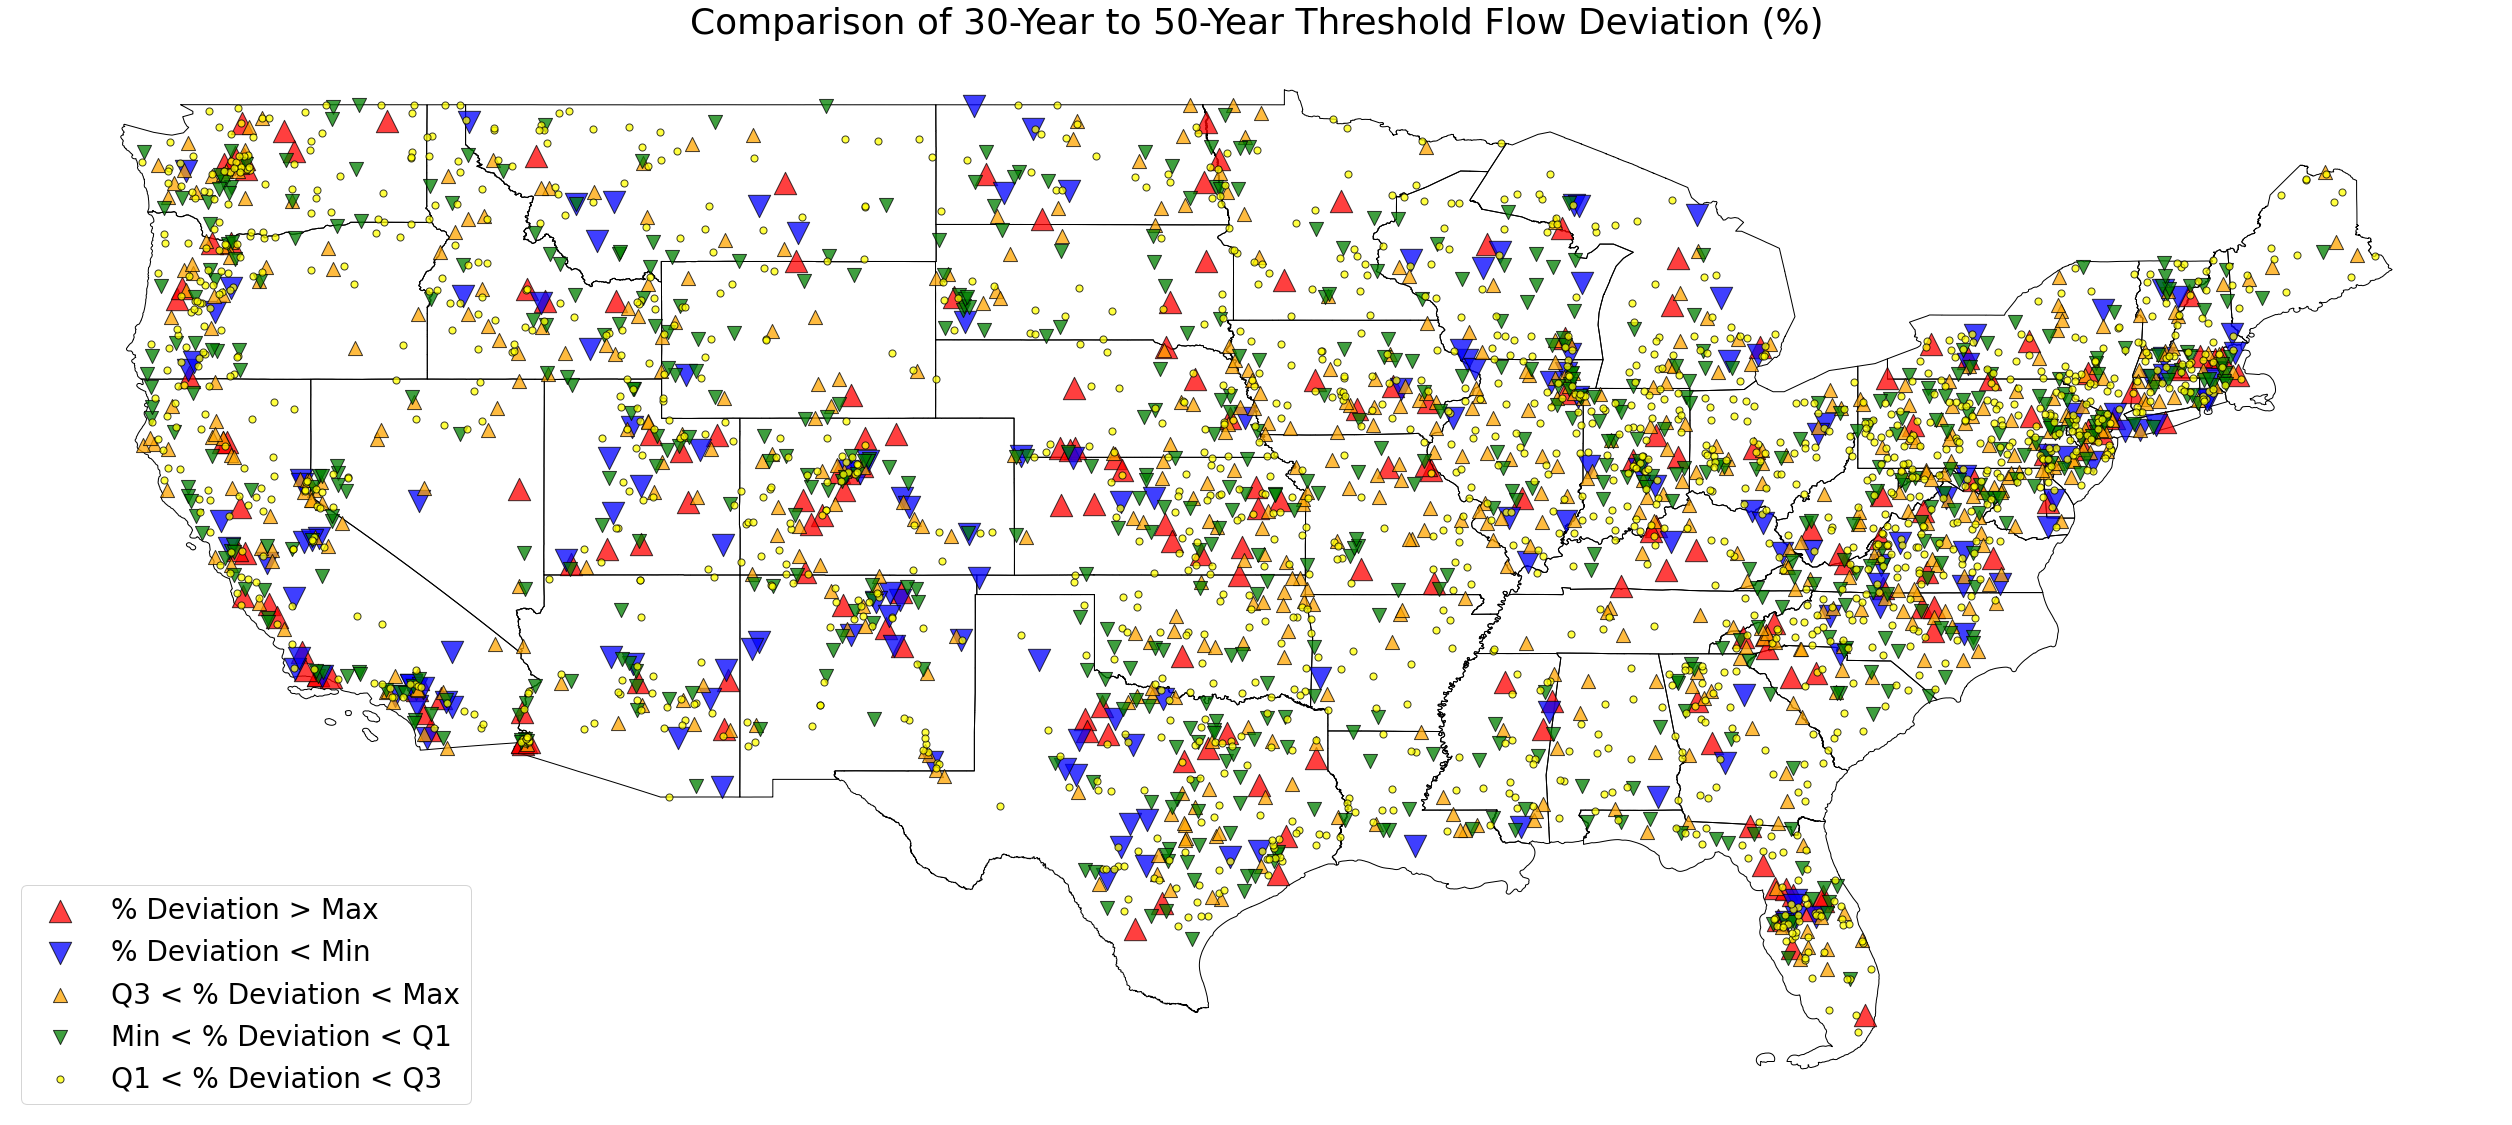 Comparison of 30-Year to 50-Year Threshold Flow Deviation (%)
% Deviation > Max
% Deviation < Min
Q3 < % Deviation < Max
Min < % Deviation < Q1
Q1 < % Deviation < Q3